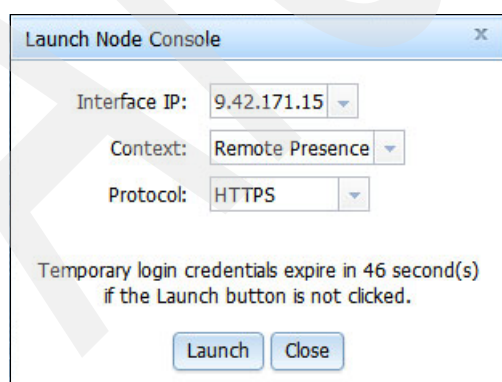 Launch Node Console x
Interface IP: 9.42.171.15
Context: Remote Presence
Protocol: HTTPS
Temporary login credentials expire in 46 second(s)
if the Launch button is not clicked.
Launch Close